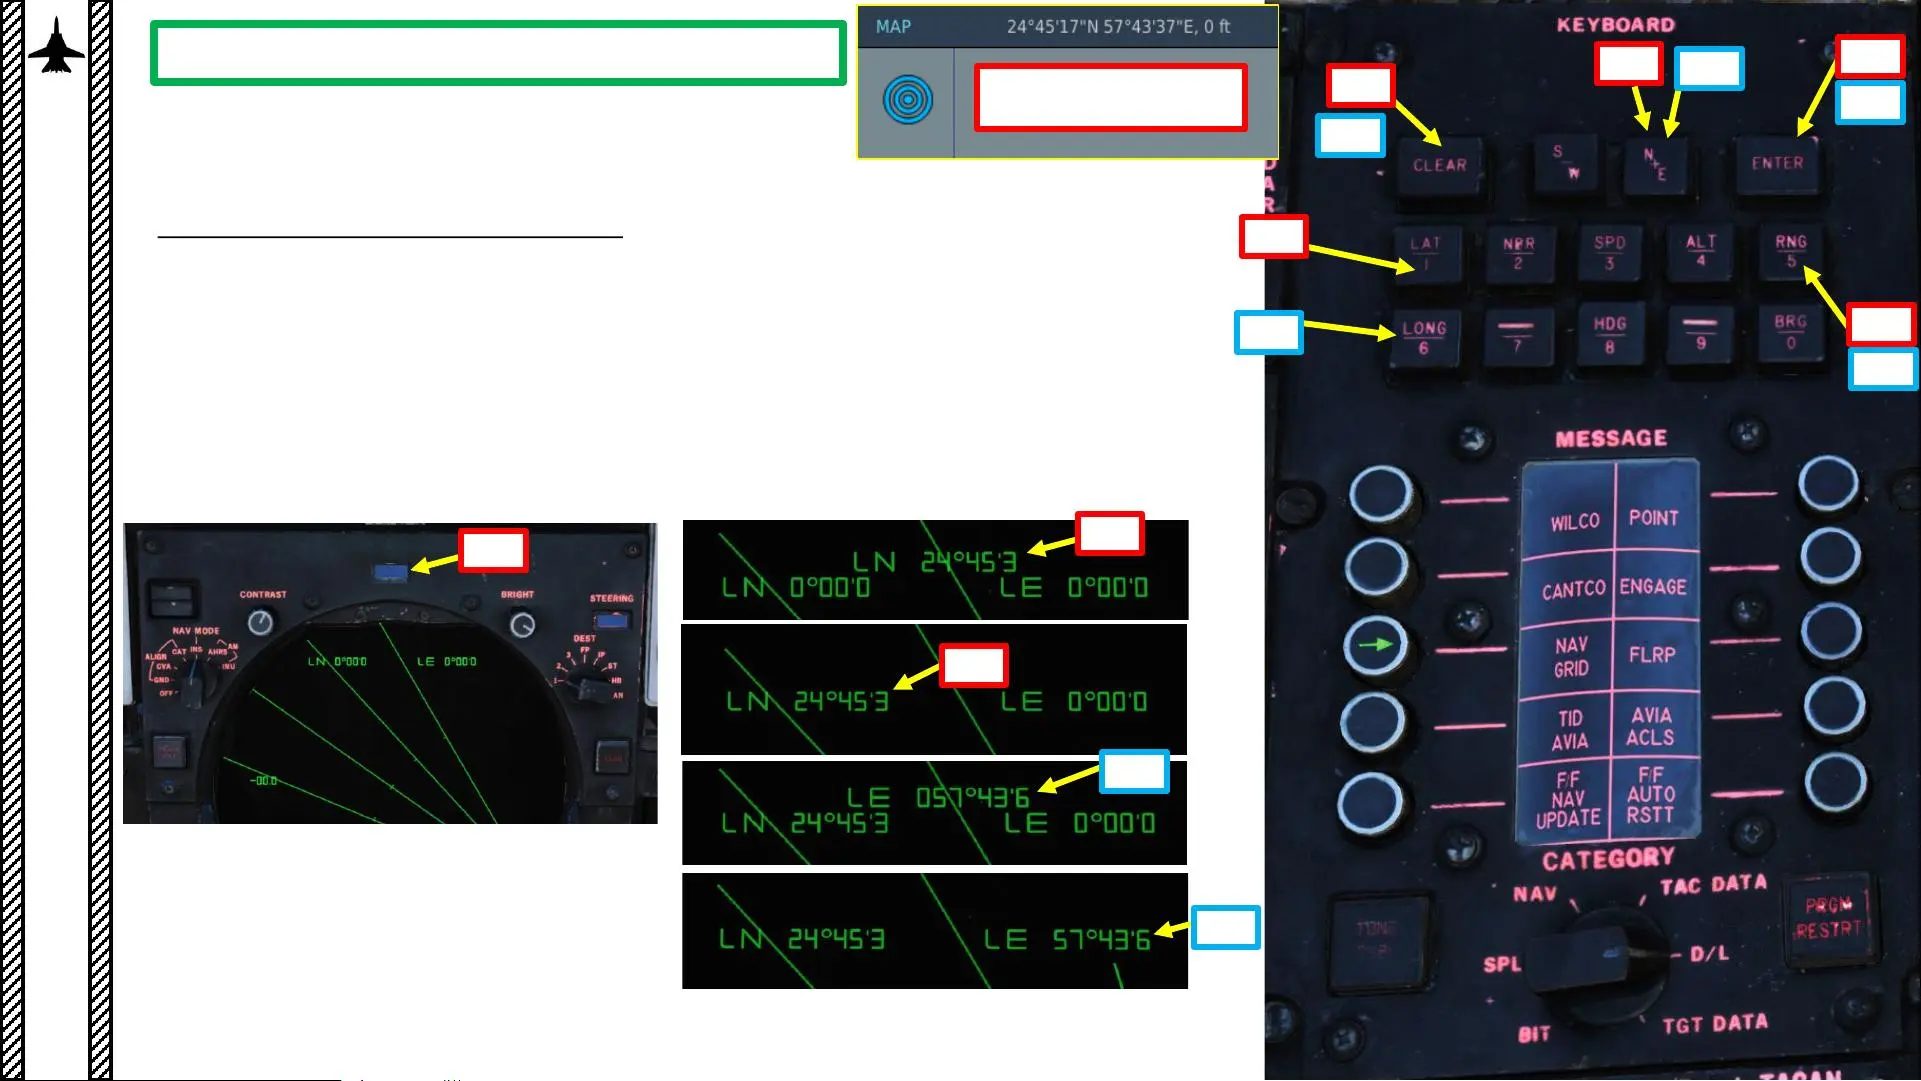 MAP 24°45'17"N 57°43'37"E, 0 ft
KEYBOARD
CLEAR
S
W
N
+
E
ENTER
LAT
1
NBR
2
SPD
3
ALT
4
RNG
5
LONG
6
7
HDG
8
9
BRG
0
MESSAGE
WILCO
POINT
CANTCO
ENGAGE
NAV
GRID
FLRP
TID
AVIA
AVIA
ACLS
F/F
NAV
UPDATE
F/F
AUTO
RSTT
CATEGORY
NAV
TAC DATA
SPL
D/L
BIT
TGT DATA
PRGM
RESTRT
TACAN
CONTRAST
BRIGHT
STEERING
NAV MODE
ALIGN
OFF
GND
CVA
CAT
INS
AHRS
AM
IMU
DEST
1
2
3
FP
IP
ST
HB
AN
LN 0°00'0
LE 0°00'0
-00.0
LN 24°45'3
LN 0°00'0 LE 0°00'0
LN 24°45'3 LE 0°00'0
LE 057°43'6
LN 24°45'3 LE 0°00'0
LN 24°45'3 LE 57°43'6